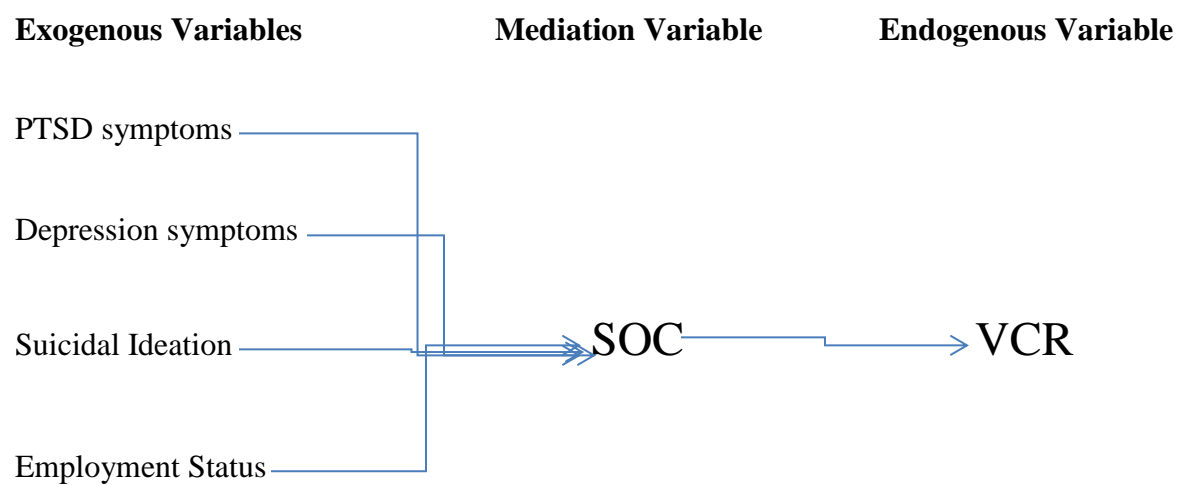 Exogenous Variables Mediation Variable Endogenous Variable
PTSD symptoms
Depression symptoms
Suicidal Ideation SOC VCR
Employment Status